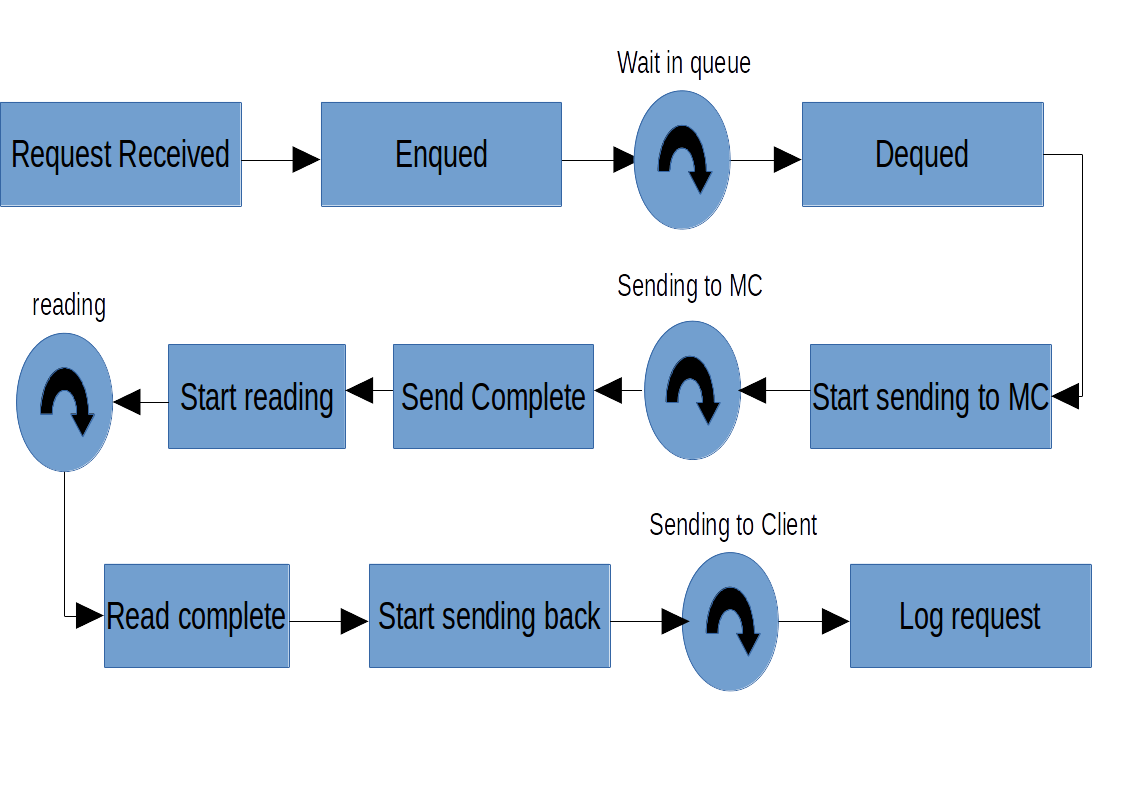 Wait in queue
Request Received
Enqued
Dequed
Sending to MC
reading
Start reading
Send Complete
Start sending to MC
Sending to Client
Read complete
Start sending back
Log request